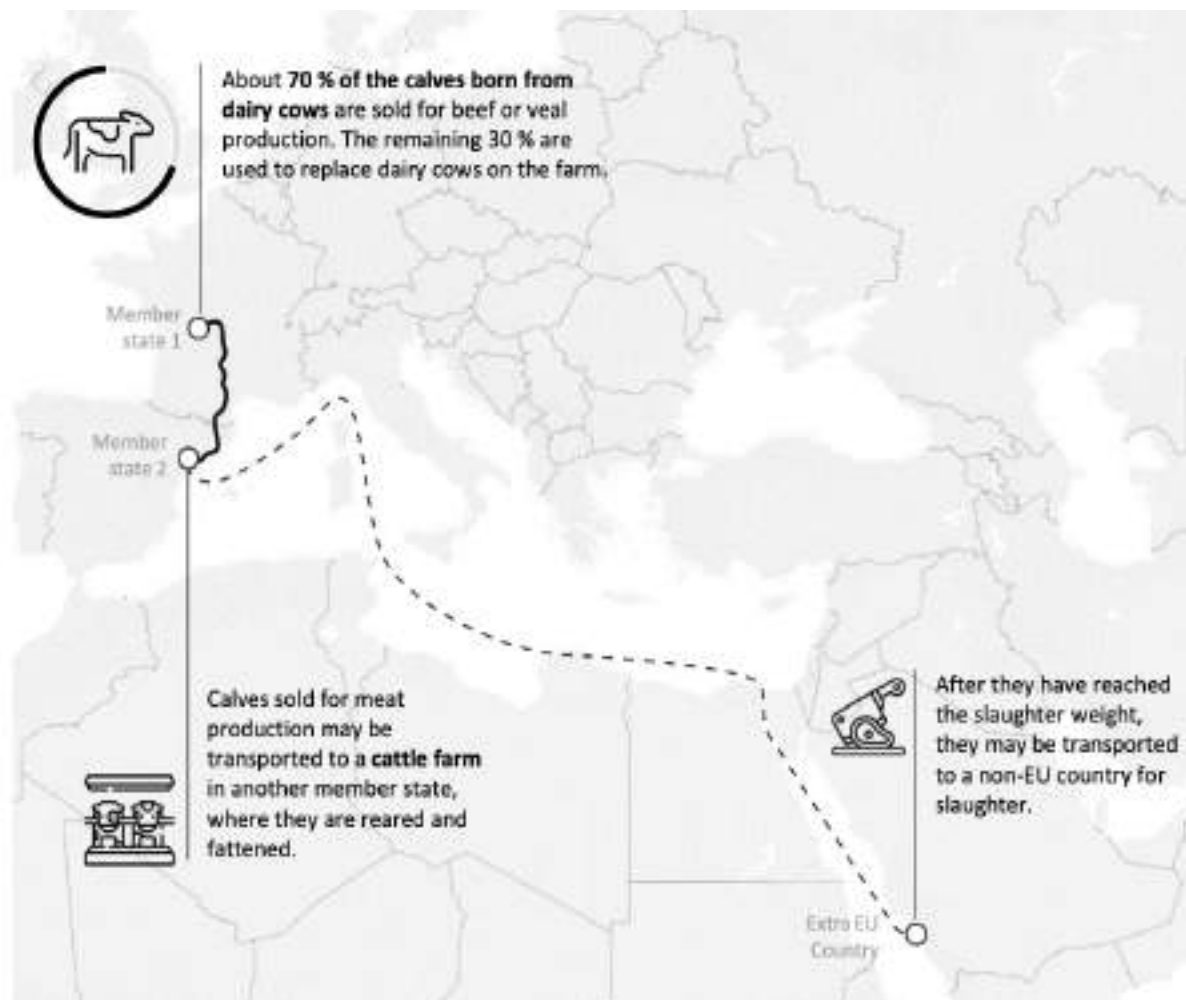 About 70 % of the calves born from
dairy cows are sold for beef or veal
production. The remaining 30 % are
used to replace dairy cows on the farm.
Member
state 1
Member
state 2
Calves sold for meat
production may be
transported to a cattle farm
in another member state,
where they are reared and
fattened.
After they have reached
the slaughter weight,
they may be transported
to a non-EU country for
slaughter.
Extra EU
Country